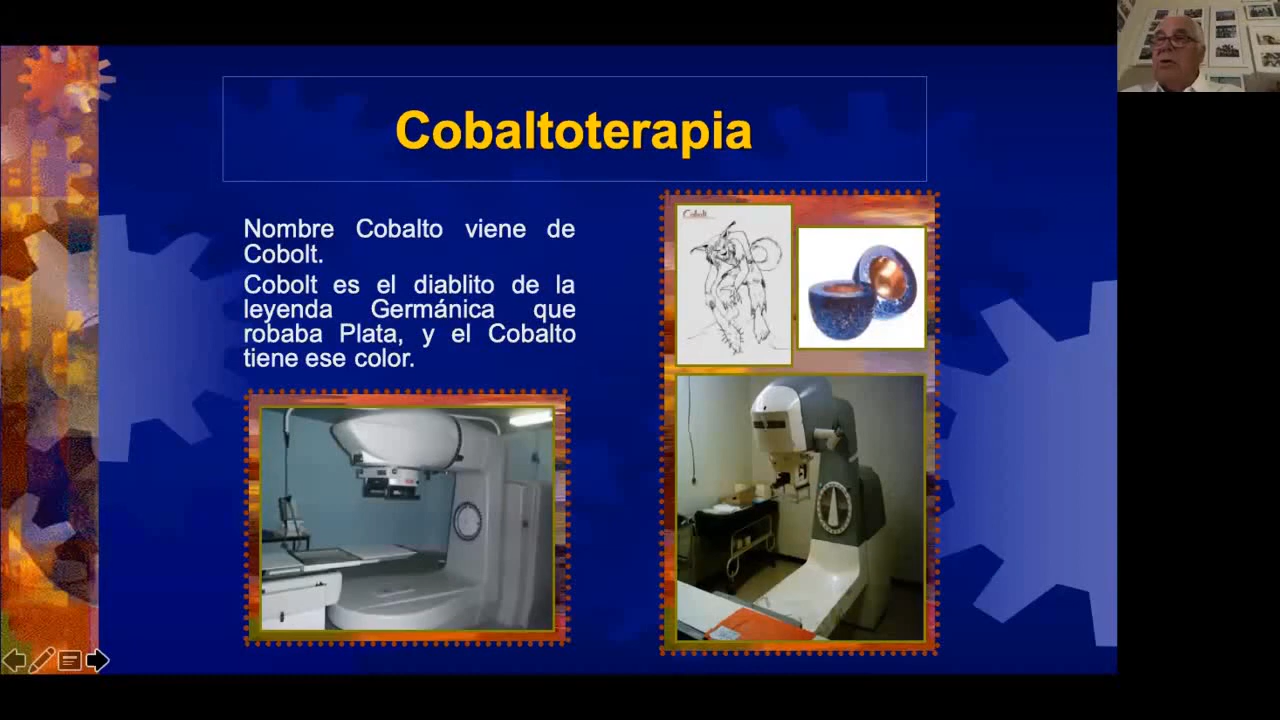 Cobaltoterapia
Nombre Cobalto viene de
Cobolt.
Cobolt es el diablito de la
leyenda Germánica que
robaba Plata, y el Cobalto
tiene ese color.
Cobolt